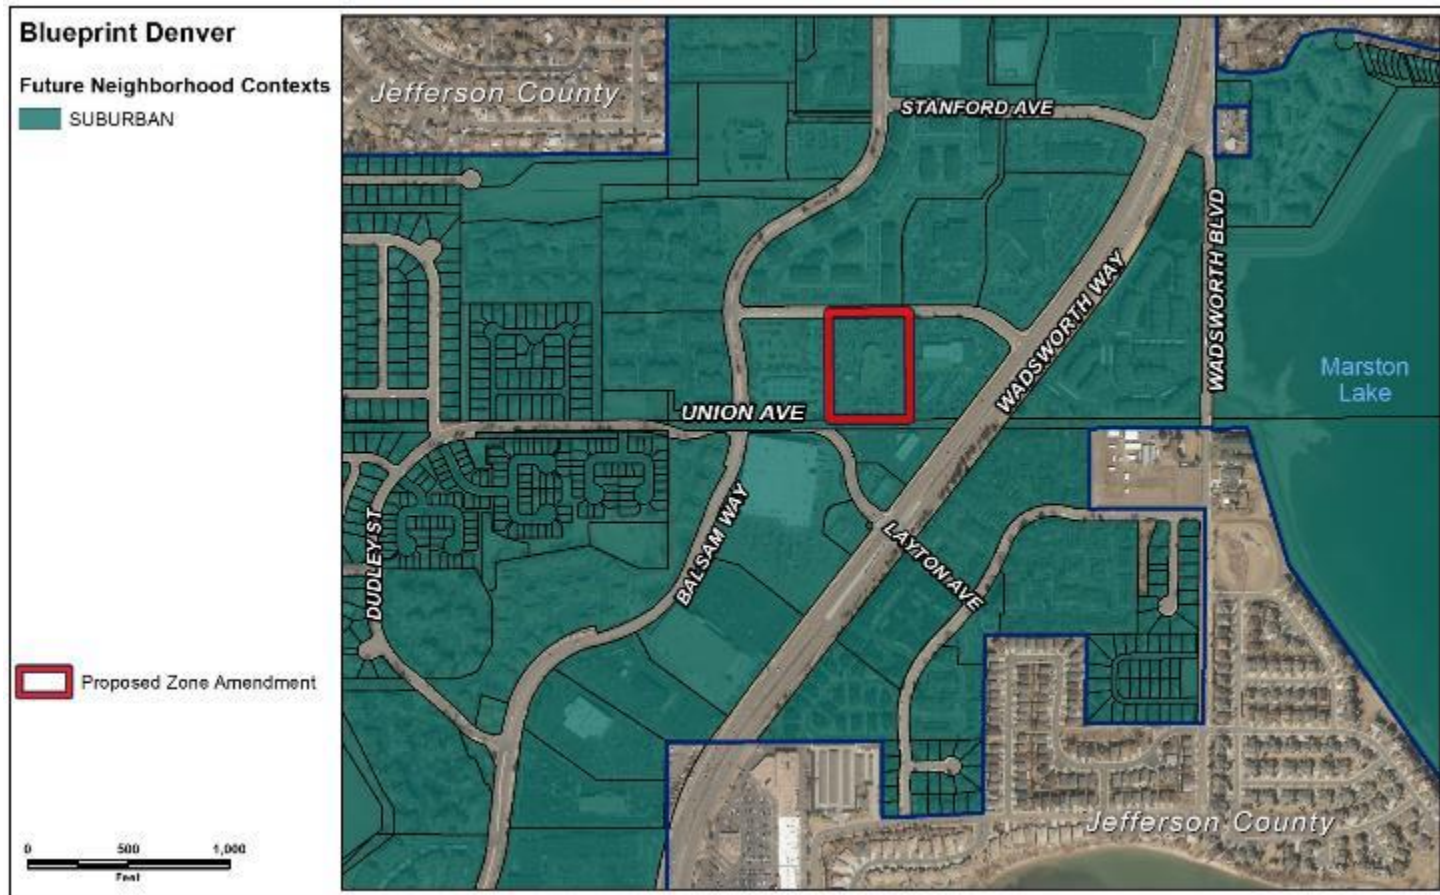 Blueprint Denver
Future Neighborhood Contexts
SUBURBAN
Proposed Zone Amendment
0 500 1,000
Feet
Jefferson County
STANFORD AVE
WADSWORTH BLVD
WADSWORTH WAY
Marston
Lake
UNION AVE
BALSAM WAY
LAYTON AVE
DUDLEY ST
Jefferson County